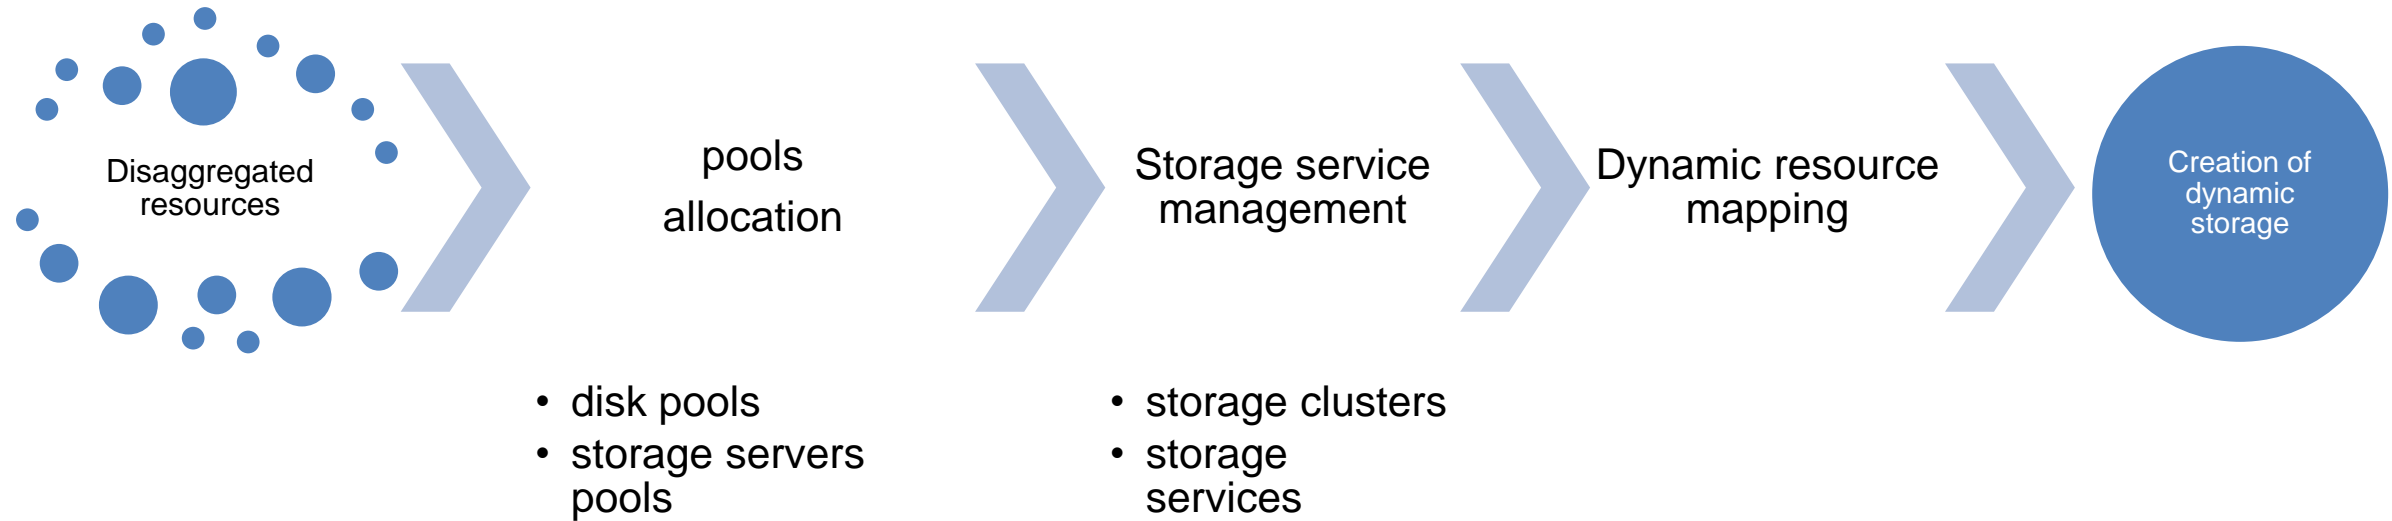 Disaggregated
resources
pools
allocation
• disk pools
• storage servers
pools
Storage service
management
• storage clusters
• storage
services
Dynamic resource
mapping
Creation of
dynamic
storage